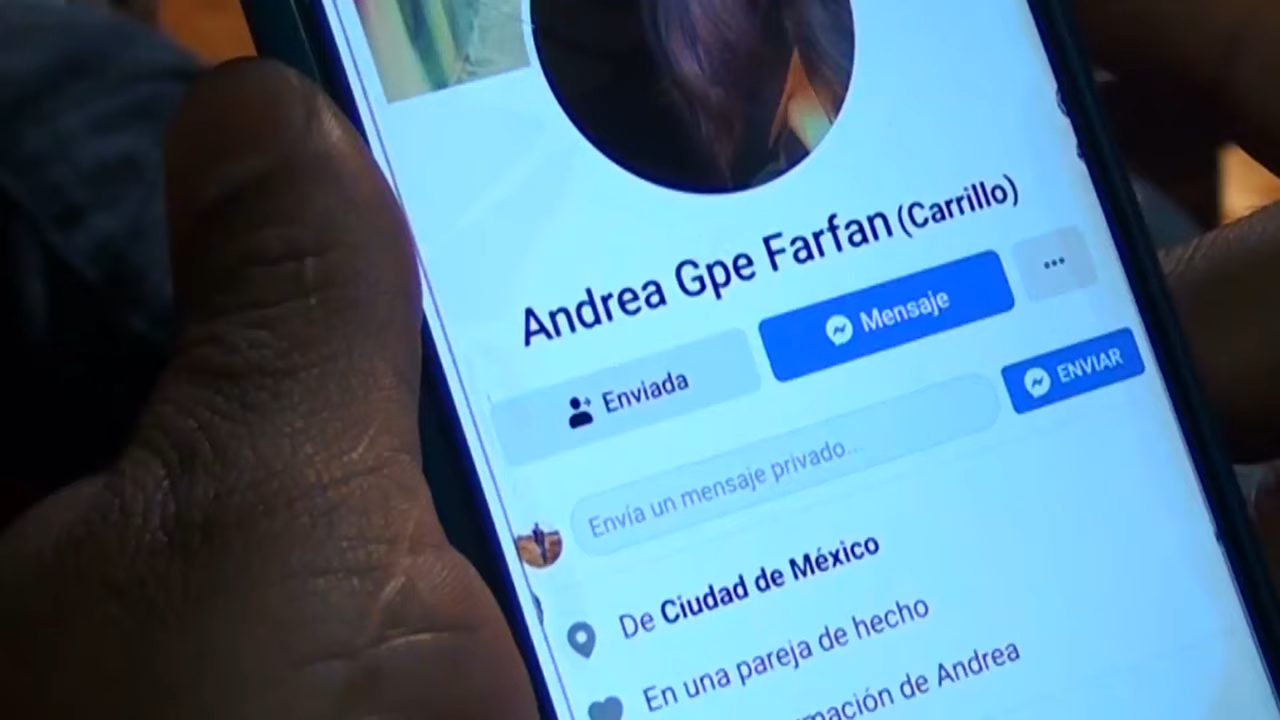 Andrea Gpe Farfan (Carrillo)
Enviada
Mensaje
ENVIAR
Envía un mensaje privado...
De Ciudad de México
En una pareja de hecho
de Andrea